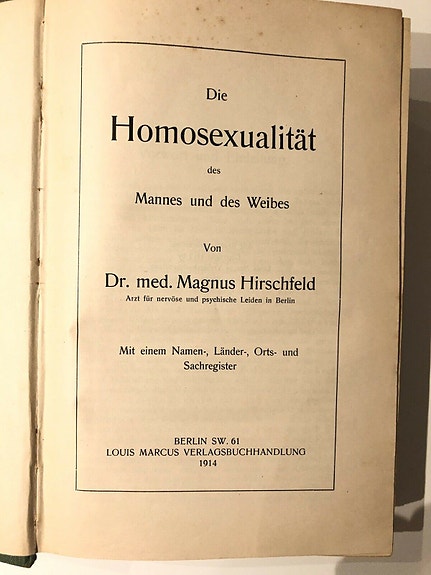 Die
Homosexualität
des
Mannes und des Weibes
Von
Dr. med. Magnus Hirschfeld
Arzt für nervöse und psychische Leiden in Berlin
Mit einem Namen-, Länder-, Orts- und
Sachregister
BERLIN SW. 61
LOUIS MARCUS VERLAGSBUCHHANDLUNG
1914